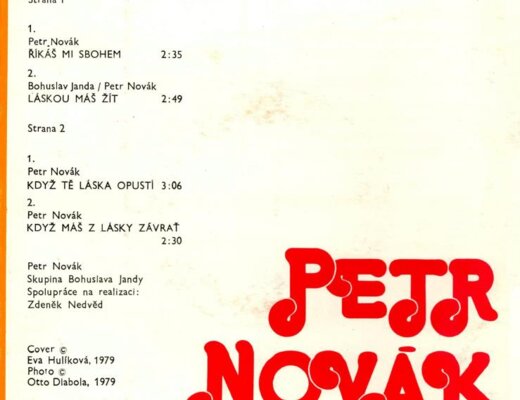 Strana 1
1.
Petr Novák
ŘÍKÁŠ MI SBOHEM 2:35
2.
Bohuslav Janda / Petr Novák
LÁSKOU MÁŠ ŽÍT 2:49
Strana 2
1.
Petr Novák
KDYŽ TĚ LÁSKA OPUSTÍ 3:06
2.
Petr Novák
KDYŽ MÁŠ Z LÁSKY ZÁVRAŤ
2:30
Petr Novák
Skupina Bohuslava Jandy
Spolupráce na realizaci:
Zdeněk Nedvěd
Cover ©
Eva Hulíková, 1979
Photo ©
Otto Dlabola, 1979
PETR
NOVÁK